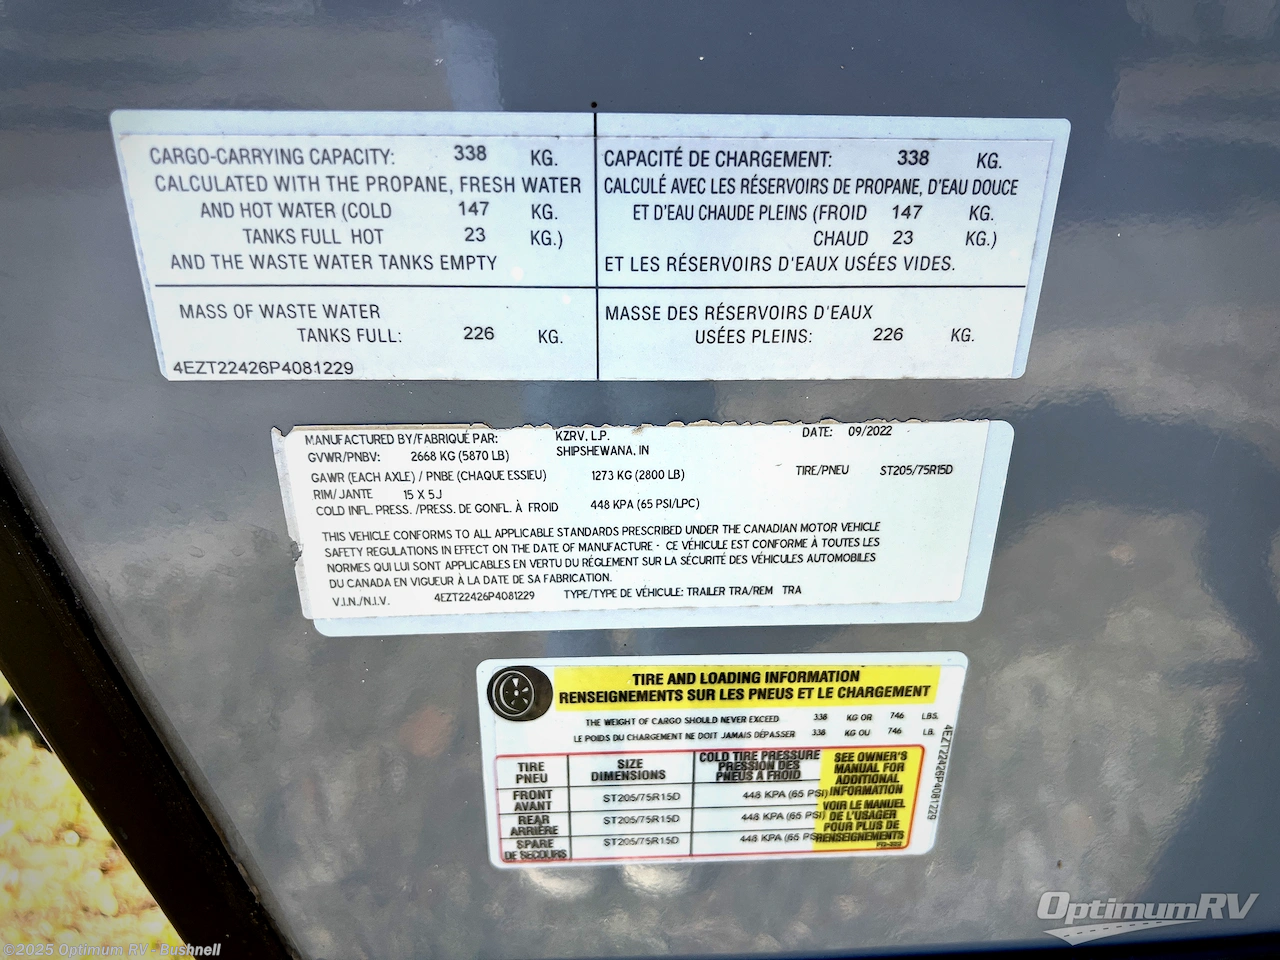 CARGO-CARRYING CAPACITY: 338 KG.
CALCULATED WITH THE PROPANE, FRESH WATER
AND HOT WATER (COLD 147 KG.
TANKS FULL HOT 23 KG.)
AND THE WASTE WATER TANKS EMPTY
MASS OF WASTE WATER
TANKS FULL: 226 KG.
4EZT22426P4081229
CAPACITÉ DE CHARGEMENT: 338 KG.
CALCULÉ AVEC LES RÉSERVOIRS DE PROPANE, D'EAU DOUCE
ET D'EAU CHAUDE PLEINS (FROID 147 KG.
CHAUD 23 KG.)
ET LES RÉSERVOIRS D'EAUX USÉES VIDES.
MASSE DES RÉSERVOIRS D'EAUX
USÉES PLEINS: 226 KG.
MANUFACTURED BY/FABRIQUÉ PAR: KZRV, L.P. DATE: 09/2022
GVWR/PNBV: 2668 KG (5870 LB) SHIPSHEWANA, IN
GAWR (EACH AXLE) / PNBE (CHAQUE ESSIEU) 1273 KG (2800 LB) TIRE/PNEU ST205/75R15D
RIM/JANTE 15 X 5J
COLD INFL. PRESS. /PRESS. DE GONFL. À FROID 448 KPA (65 PSI/LPC)
THIS VEHICLE CONFORMS TO ALL APPLICABLE STANDARDS PRESCRIBED UNDER THE CANADIAN MOTOR VEHICLE
SAFETY REGULATIONS IN EFFECT ON THE DATE OF MANUFACTURE - CE VÉHICULE EST CONFORME À TOUTES LES
NORMES QUI LUI SONT APPLICABLES EN VERTU DU RÉGLEMENT SUR LA SÉCURITÉ DES VÉHICULES AUTOMOBILES
DU CANADA EN VIGUEUR À LA DATE DE SA FABRICATION.
V.I.N./N.I.V. 4EZT22426P4081229 TYPE/TYPE DE VÉHICULE: TRAILER TRA/REM TRA
TIRE AND LOADING INFORMATION
RENSEIGNEMENTS SUR LES PNEUS ET LE CHARGEMENT
THE WEIGHT OF CARGO SHOULD NEVER EXCEED 338 KG OR 746 LBS.
LE POIDS DU CHARGEMENT NE DOIT JAMAIS DÉPASSER 338 KG OU 746 LB.
TIRE
PNEU
SIZE
DIMENSIONS
COLD TIRE PRESSURE
PRESSION DES
PNEUS A FROID
FRONT
AVANT
ST205/75R15D 448 KPA (65 PSI)
REAR
ARRIÈRE
ST205/75R15D 448 KPA (65 PSI)
SPARE
DE SECOURS
ST205/75R15D 448 KPA (65 PS
SEE OWNER'S
MANUAL FOR
ADDITIONAL
INFORMATION
VOIR LE MANUEL
DE L'USAGER
POUR PLUS DE
RENSEIGNEMENTS
4EZT22426P4081229
OptimumRV
©2025 Optimum RV - Bushnell